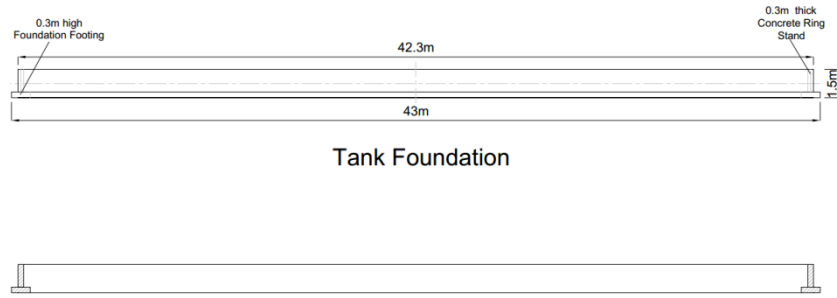 0.3m high
Foundation Footing
0.3m thick
Concrete Ring
Stand
42.3m
1.5m
43m
Tank Foundation